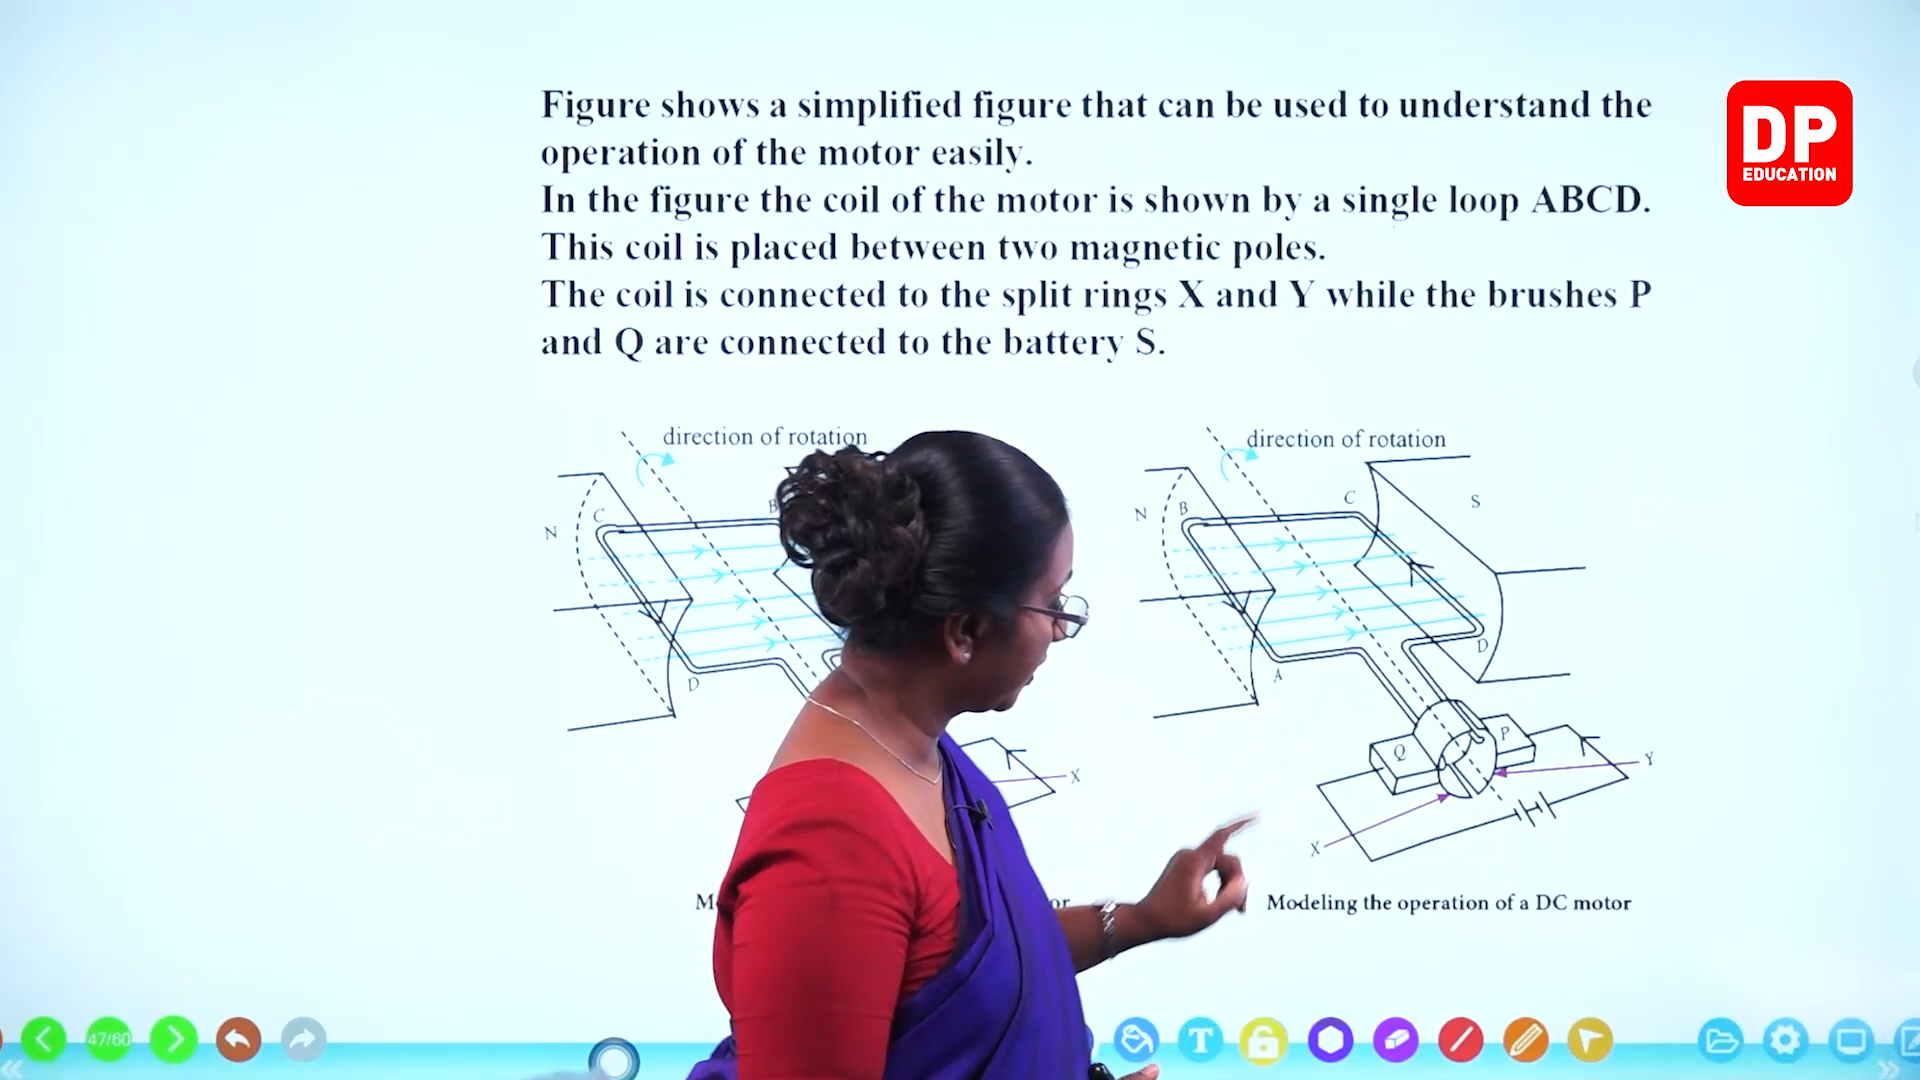 Figure shows a simplified figure that can be used to understand the
operation of the motor easily.
In the figure the coil of the motor is shown by a single loop ABCD.
This coil is placed between two magnetic poles.
The coil is connected to the split rings X and Y while the brushes P
and Q are connected to the battery S.
DP
EDUCATION
direction of rotation
N
C
B
D
X
direction of rotation
N
B
C
S
D
A
Q
P
Y
X
Modeling the operation of a DC motor
47/60
T